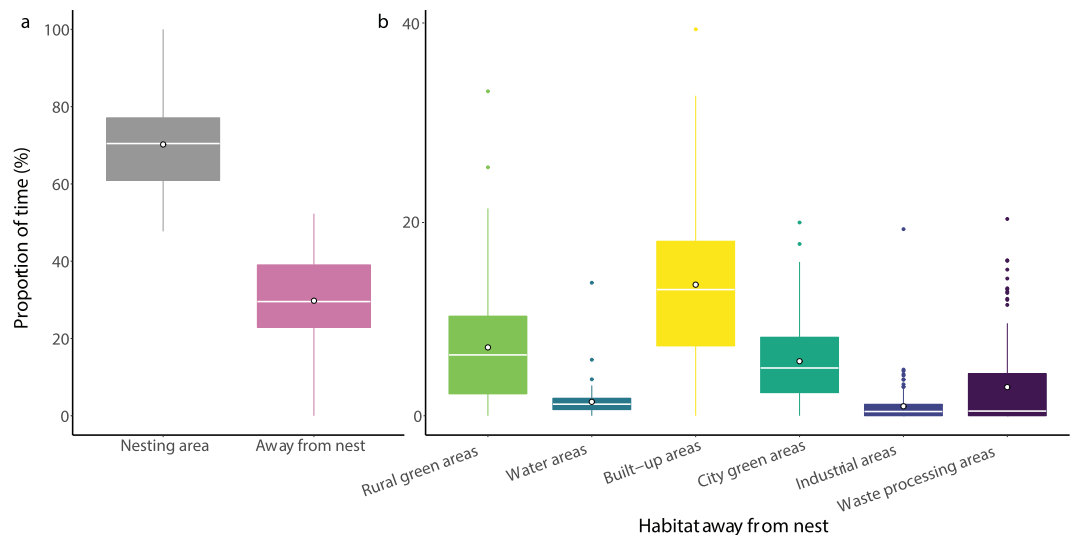 a
b
Proportion of time (%)
100
80
60
40
20
0
40
20
0
Nesting area
Away from nest
Rural green areas
Water areas
Built–up areas
City green areas
Industrial areas
Waste processing areas
Habitat away from nest